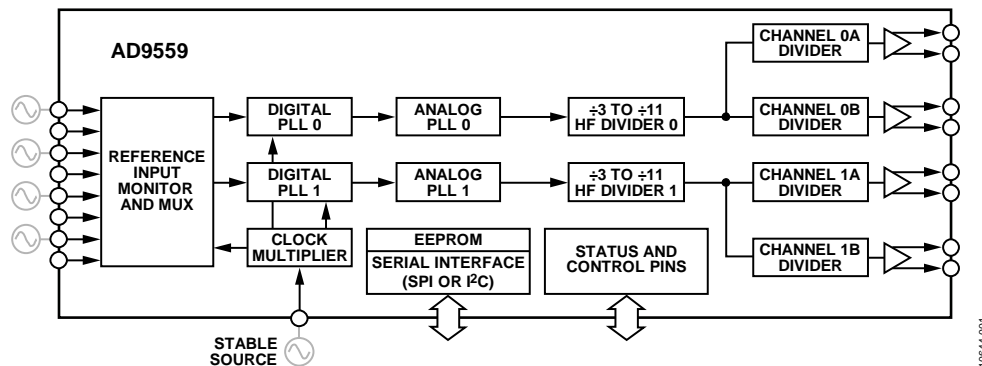 AD9559
REFERENCE
INPUT
MONITOR
AND MUX
DIGITAL
PLL 0
ANALOG
PLL 0
÷3 TO ÷11
HF DIVIDER 0
CHANNEL 0A
DIVIDER
CHANNEL 0B
DIVIDER
DIGITAL
PLL 1
ANALOG
PLL 1
÷3 TO ÷11
HF DIVIDER 1
CHANNEL 1A
DIVIDER
CHANNEL 1B
DIVIDER
CLOCK
MULTIPLIER
EEPROM
SERIAL INTERFACE
(SPI OR I²C)
STATUS AND
CONTROL PINS
STABLE
SOURCE
10644-001